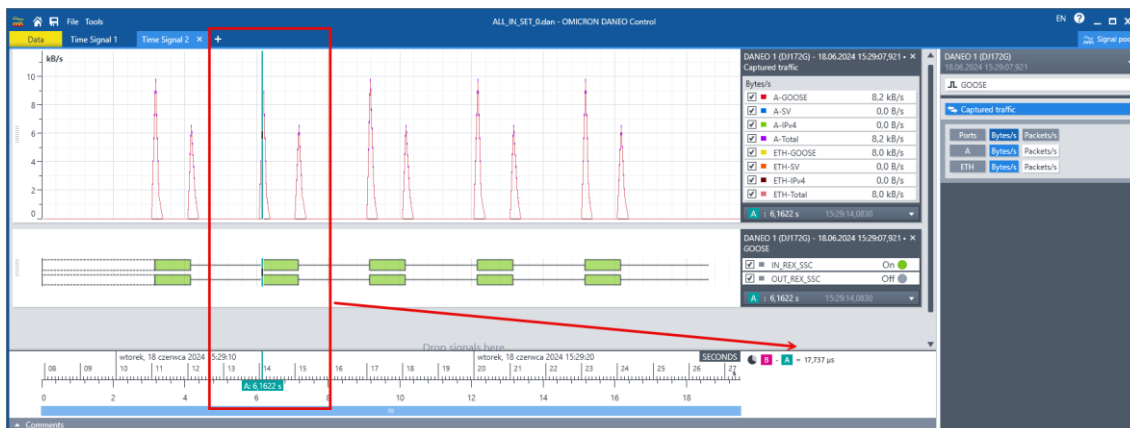 File Tools
ALL_IN_SET_0.dan - OMICRON DANEO Control
EN
Data
Time Signal 1
Time Signal 2 × +
Signal poo
kB/s
10
8
6
4
2
0
DANEO 1 (DJ172G) - 18.06.2024 15:29:07,921 • ×
Captured traffic
Bytes/s
A-GOOSE 8,2 kB/s
A-SV 0,0 B/s
A-IPv4 0,0 B/s
A-Total 8,2 kB/s
ETH-GOOSE 8,0 kB/s
ETH-SV 0,0 B/s
ETH-IPv4 0,0 B/s
ETH-Total 8,0 kB/s
A : 6,1622 s 15:29:14,0830
DANEO 1 (DJ172G) - 18.06.2024 15:29:07,921 • ×
GOOSE
IN_REX_SSC On
OUT_REX_SSC Off
A : 6,1622 s 15:29:14,0830
DANEO 1 (DJ172G)
18.06.2024 15:29:07,921
GOOSE
Captured traffic
Ports Bytes/s Packets/s
A Bytes/s Packets/s
ETH Bytes/s Packets/s
Drop signals here...
wtorek, 18 czerwca 2024 15:29:10
wtorek, 18 czerwca 2024 15:29:20
SECONDS
08 09 10 11 12 13 14 15 16 17 18 19 20 21 22 23 24 25 26 27
s
A: 6,1622 s
0 2 4 6 8 10 12 14 16 18
B - A = 17,737 µs
Comments